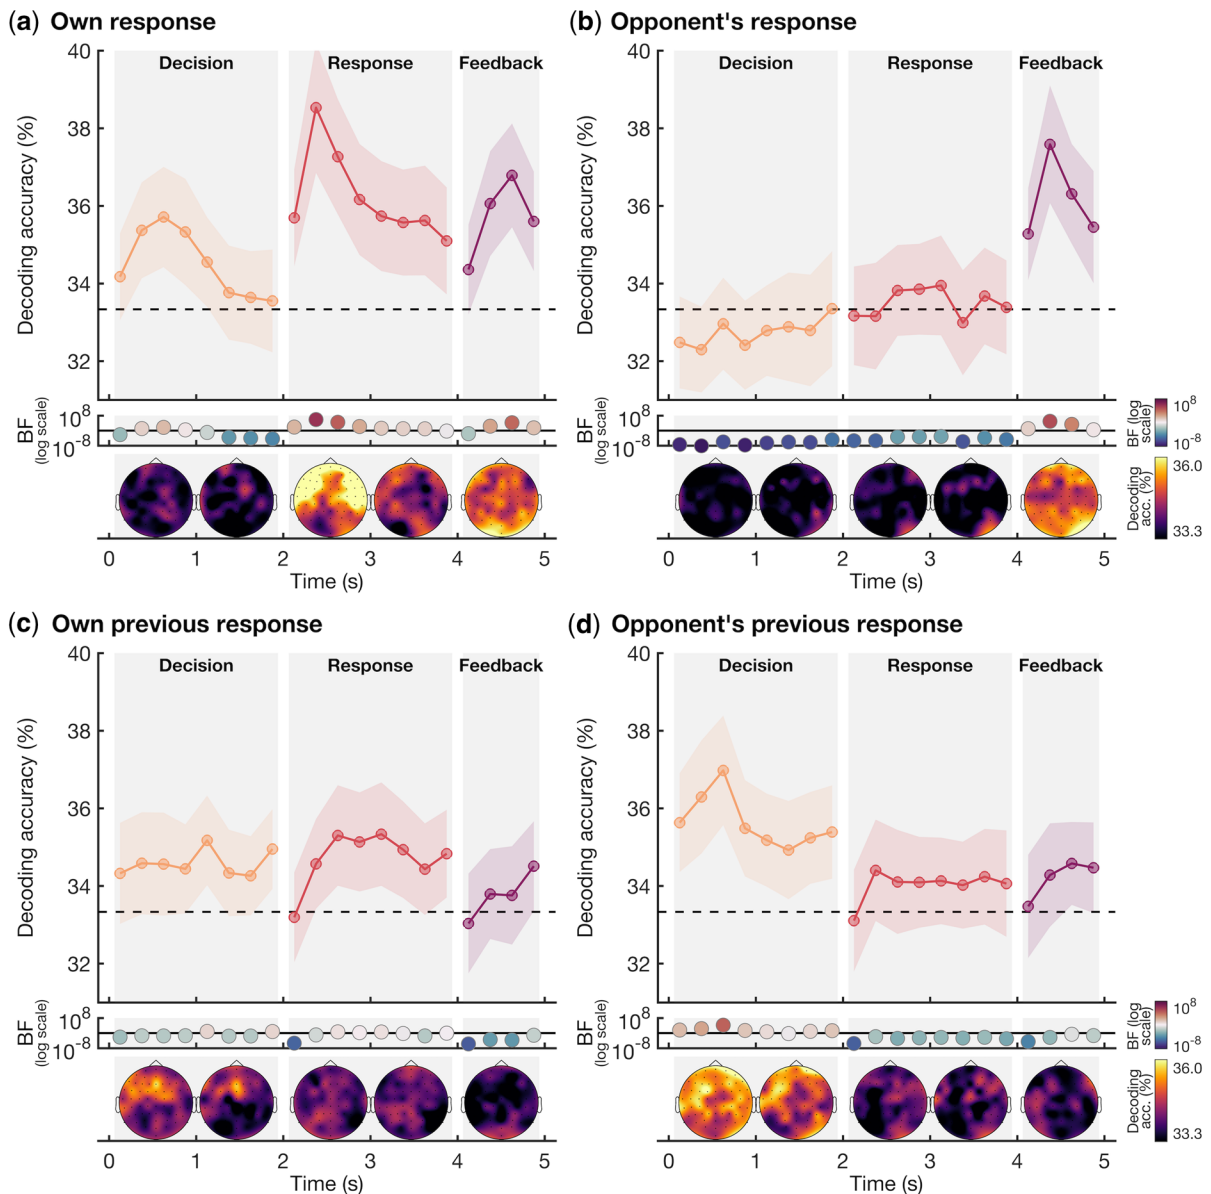 (a) Own response
Decision
Response
Feedback
Decoding accuracy (%)
40
38
36
34
32
BF
(log scale)
10^8
10^-8
0
1
2
3
4
5
Time (s)
(b) Opponent's response
Decision
Response
Feedback
Decoding accuracy (%)
40
38
36
34
32
BF
(log scale)
10^8
10^-8
0
1
2
3
4
5
Time (s)
BF (log
scale)
10^8
10^-8
Decoding
acc. (%)
36.0
33.3
(c) Own previous response
Decision
Response
Feedback
Decoding accuracy (%)
40
38
36
34
32
BF
(log scale)
10^8
10^-8
0
1
2
3
4
5
Time (s)
(d) Opponent's previous response
Decision
Response
Feedback
Decoding accuracy (%)
40
38
36
34
32
BF
(log scale)
10^8
10^-8
0
1
2
3
4
5
Time (s)
BF (log
scale)
10^8
10^-8
Decoding
acc. (%)
36.0
33.3